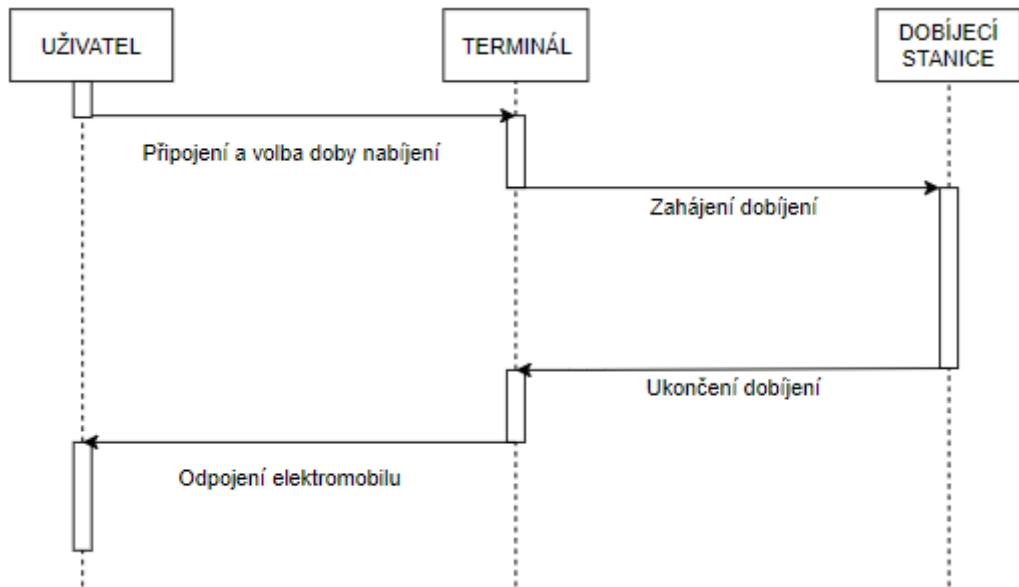 UŽIVATEL
TERMINÁL
DOBÍJECÍ
STANICE
Připojení a volba doby nabíjení
Zahájení dobíjení
Ukončení dobíjení
Odpojení elektromobilu